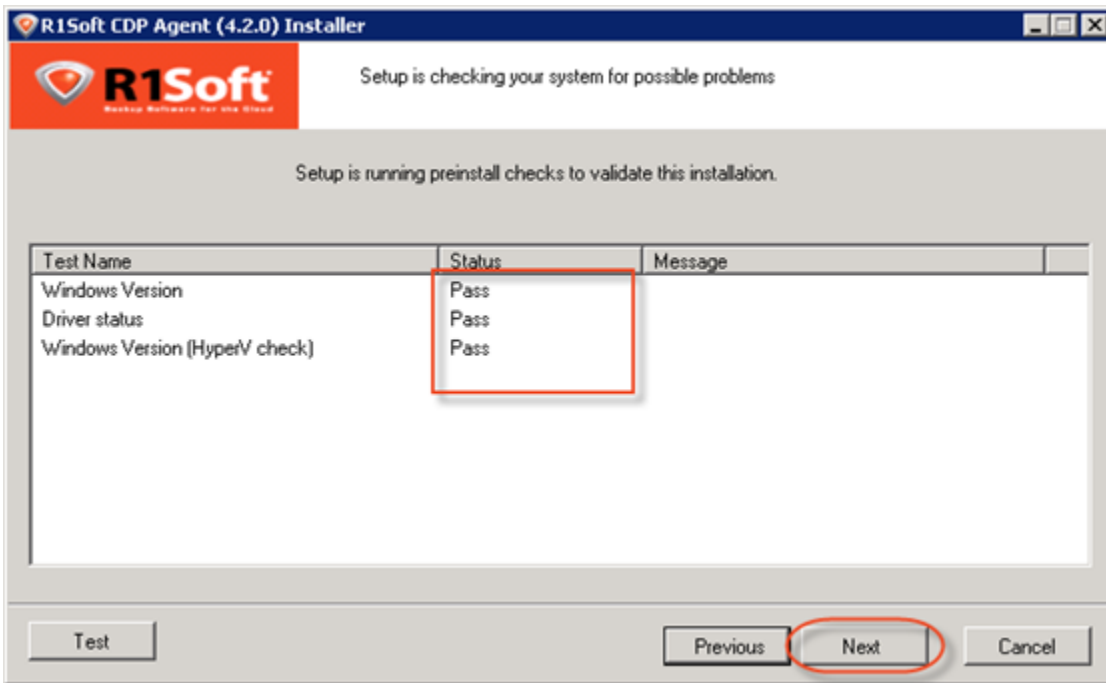 R1Soft CDP Agent (4.2.0) Installer
R1Soft
Backup Software for the Cloud
Setup is checking your system for possible problems
Setup is running preinstall checks to validate this installation.
Test Name Status Message
Windows Version Pass
Driver status Pass
Windows Version (HyperV check) Pass
Test Previous Next Cancel